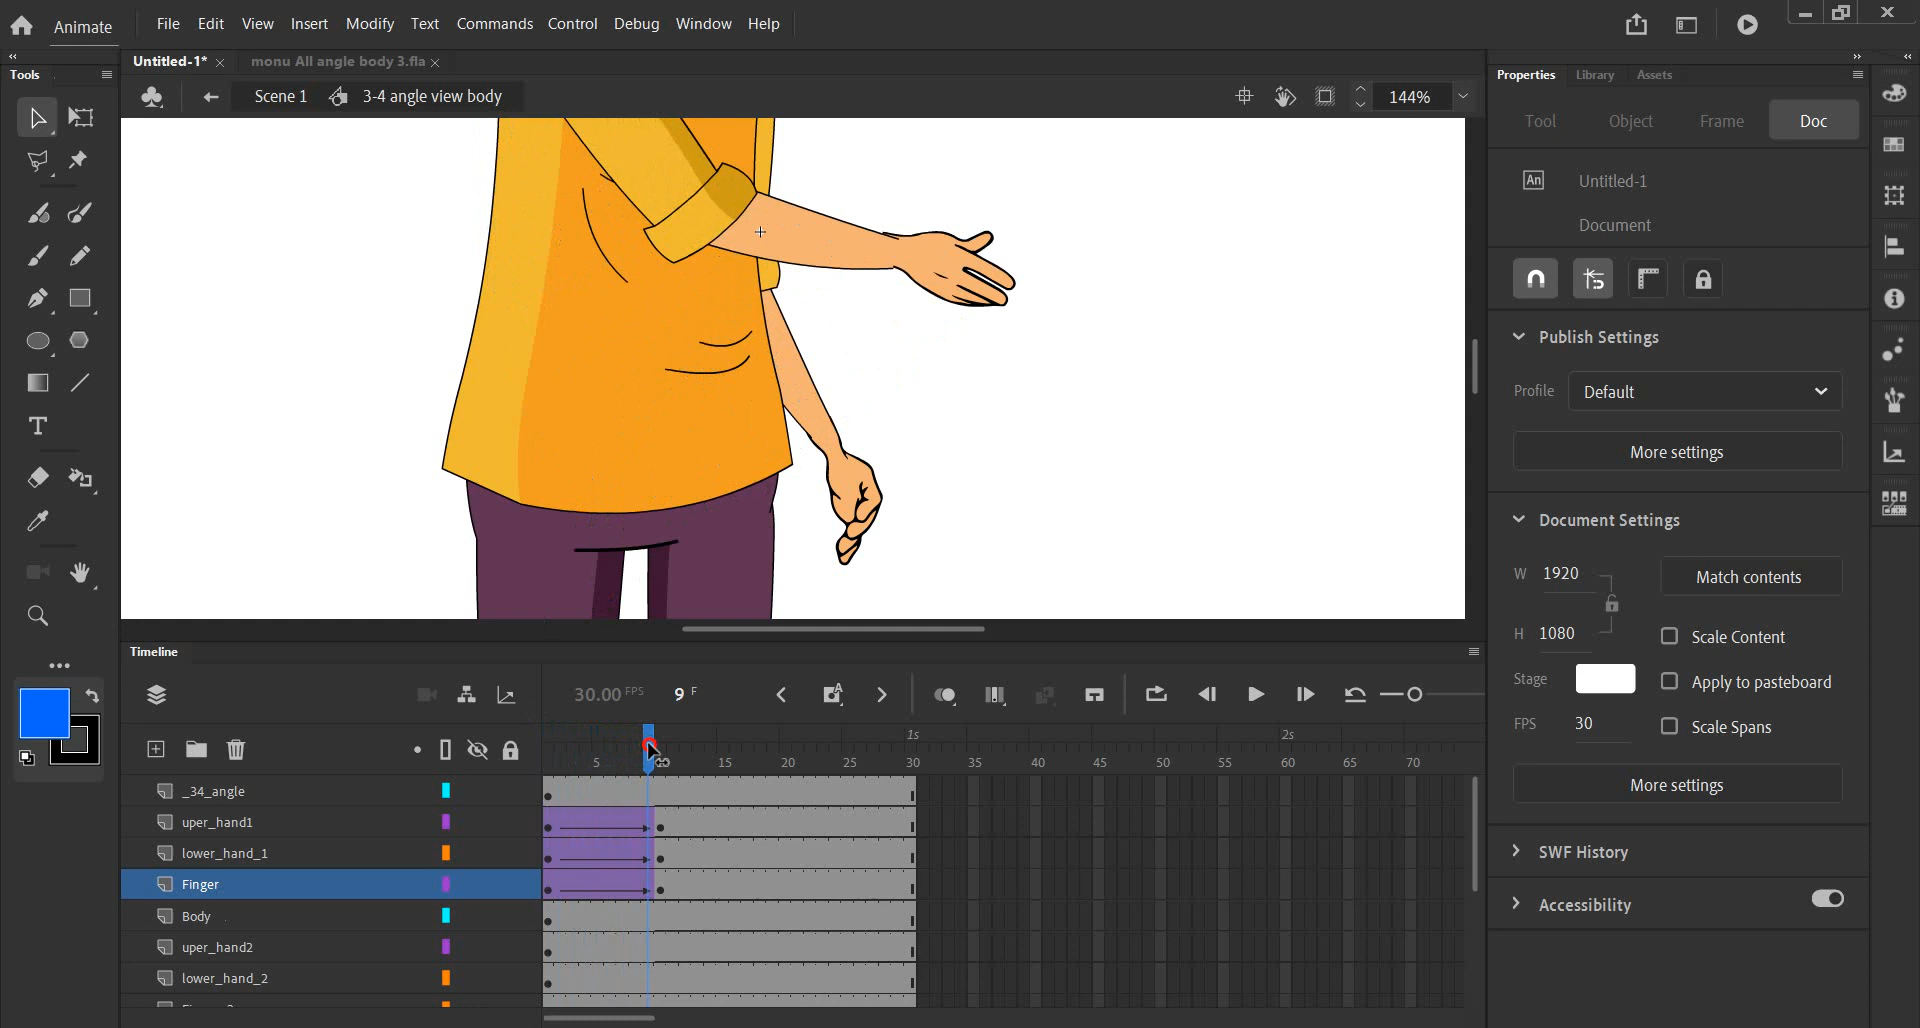 Animate File Edit View Insert Modify Text Commands Control Debug Window Help
Tools
Untitled-1* monu All angle body 3.fla
Scene 1 3-4 angle view body 144%
Properties Library Assets
Tool Object Frame Doc
An Untitled-1
Document
Publish Settings
Profile Default
More settings
Document Settings
W 1920 Match contents
H 1080 Scale Content
Stage Apply to pasteboard
FPS 30 Scale Spans
More settings
SWF History
Accessibility
Timeline
30.00 FPS 9 F
1s 2s
5 10 15 20 25 30 35 40 45 50 55 60 65 70
_34_angle
uper_hand1
lower_hand_1
Finger
Body
uper_hand2
lower_hand_2